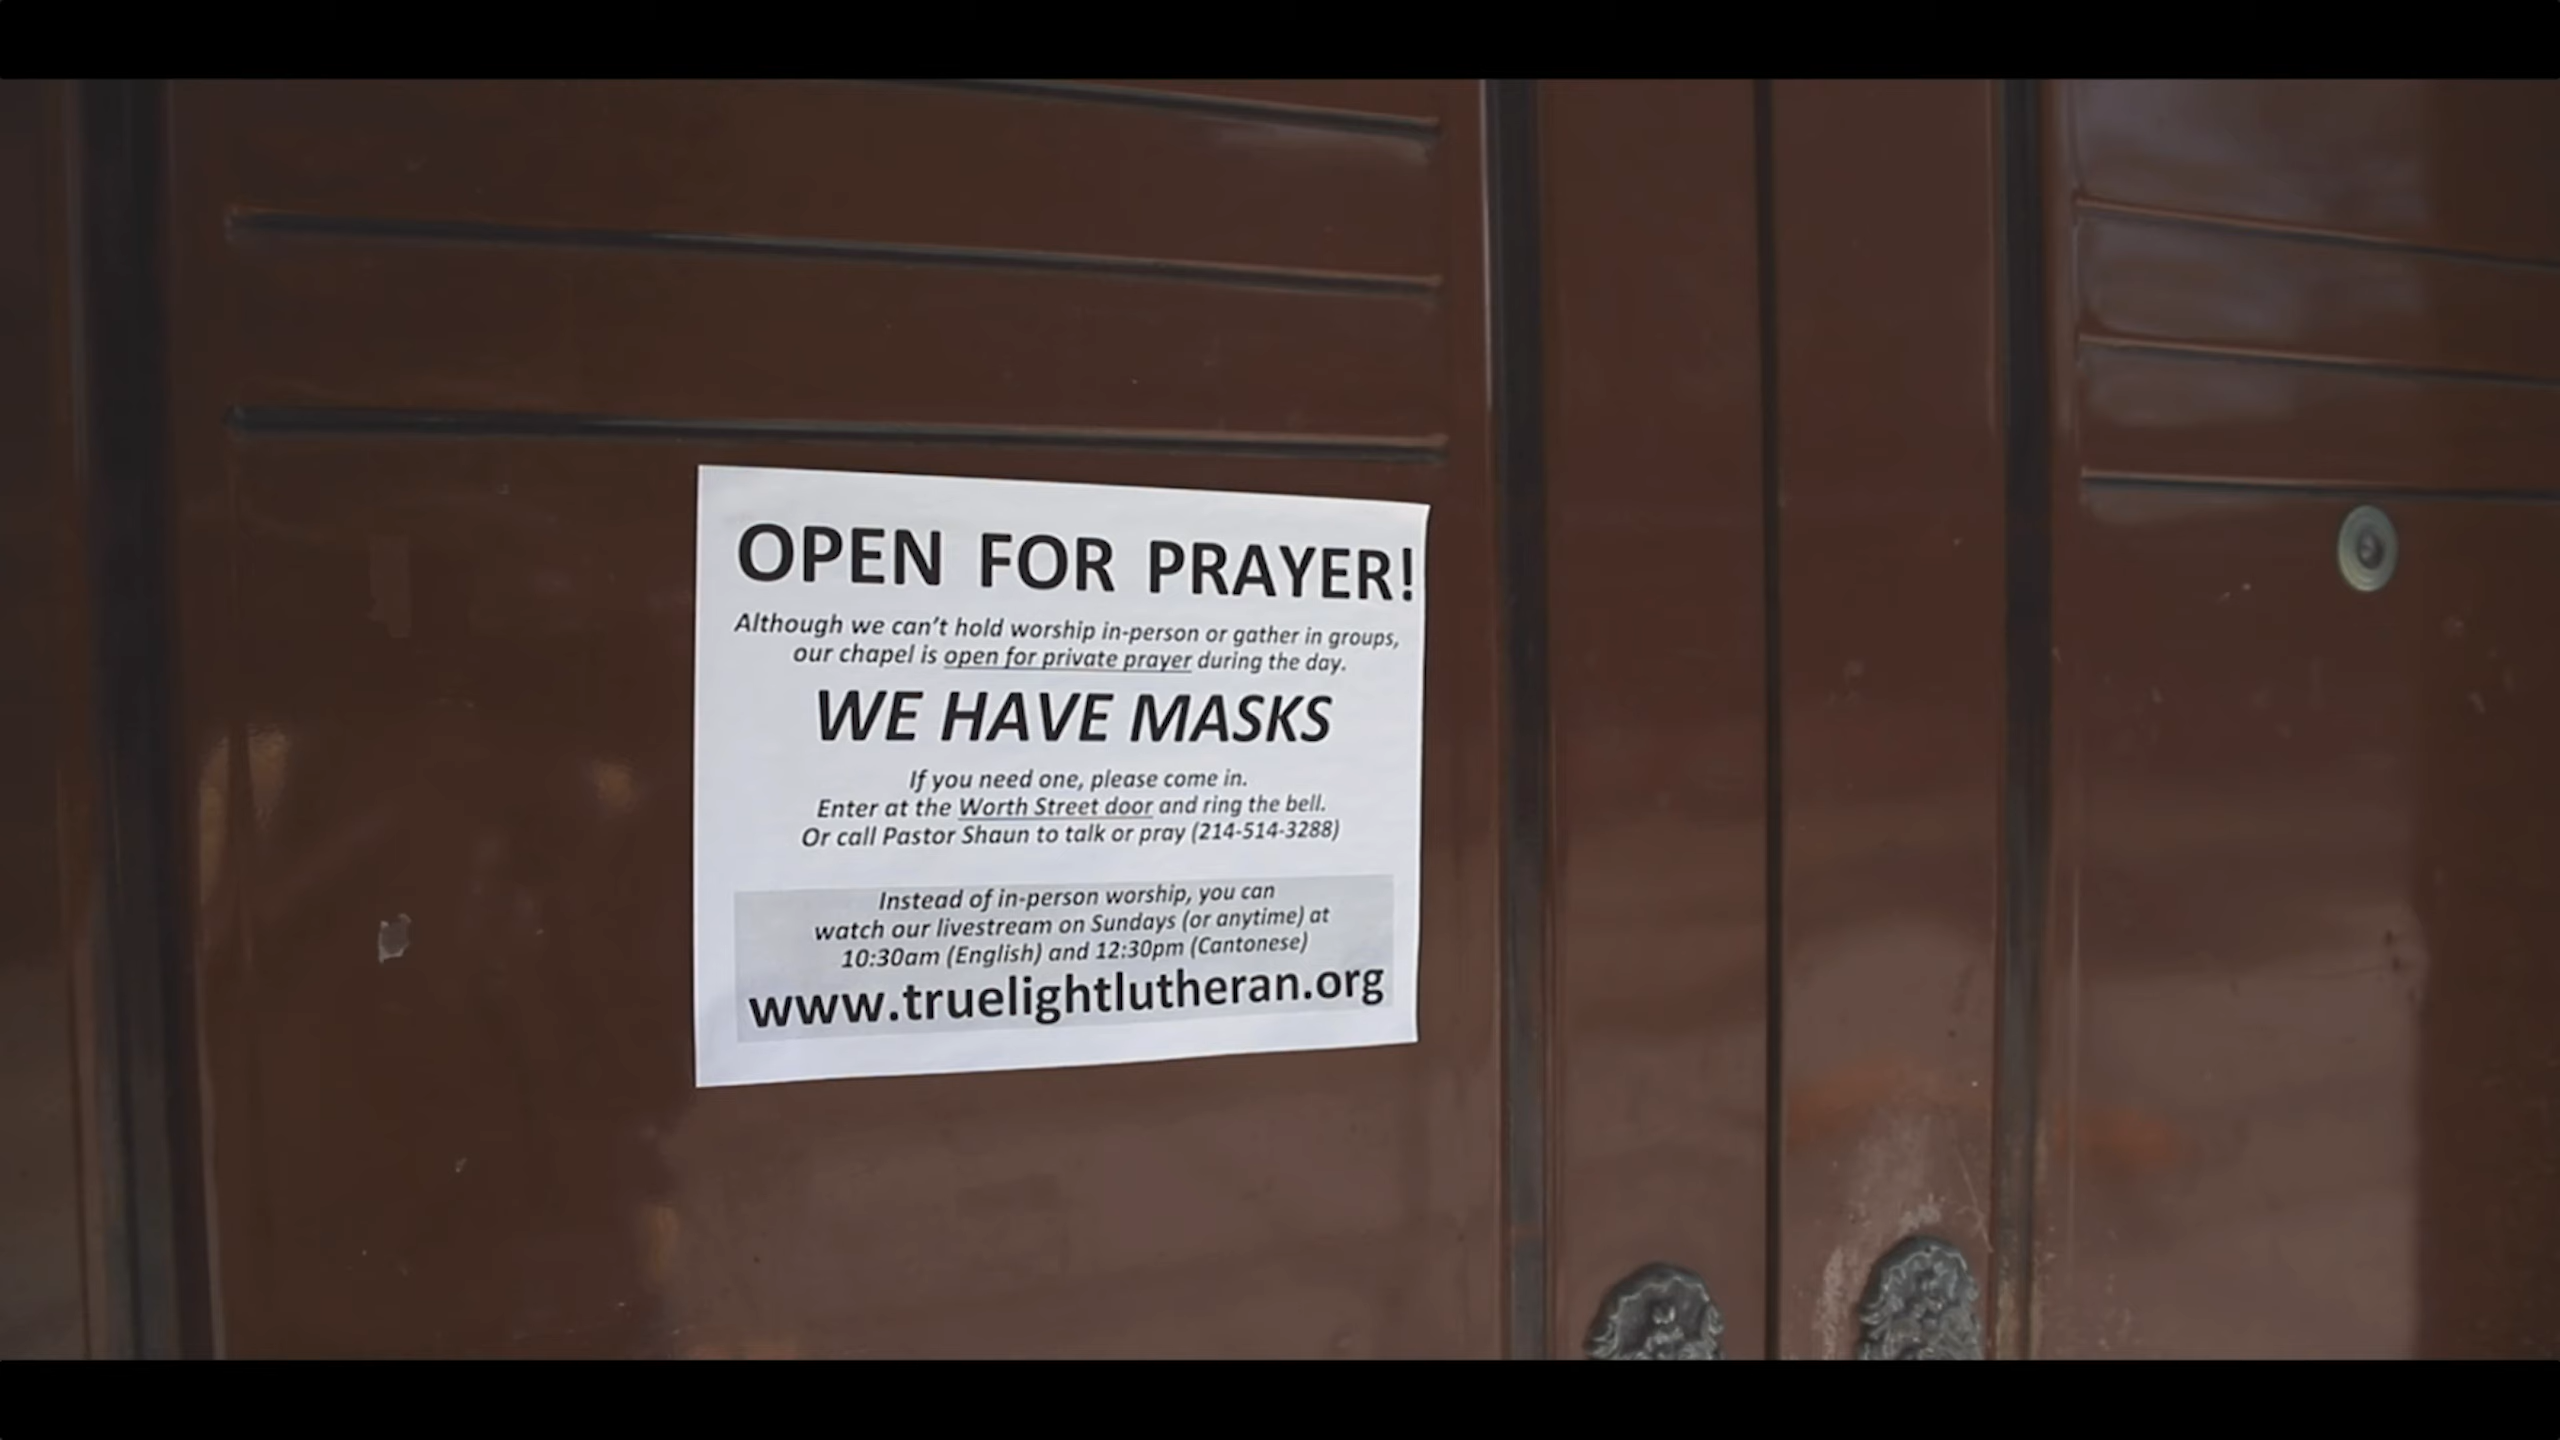 OPEN FOR PRAYER!
Although we can't hold worship in-person or gather in groups,
our chapel is open for private prayer during the day.
WE HAVE MASKS
If you need one, please come in.
Enter at the Worth Street door and ring the bell.
Or call Pastor Shaun to talk or pray (214-514-3288)
Instead of in-person worship, you can
watch our livestream on Sundays (or anytime) at
10:30am (English) and 12:30pm (Cantonese)
www.truelightlutheran.org